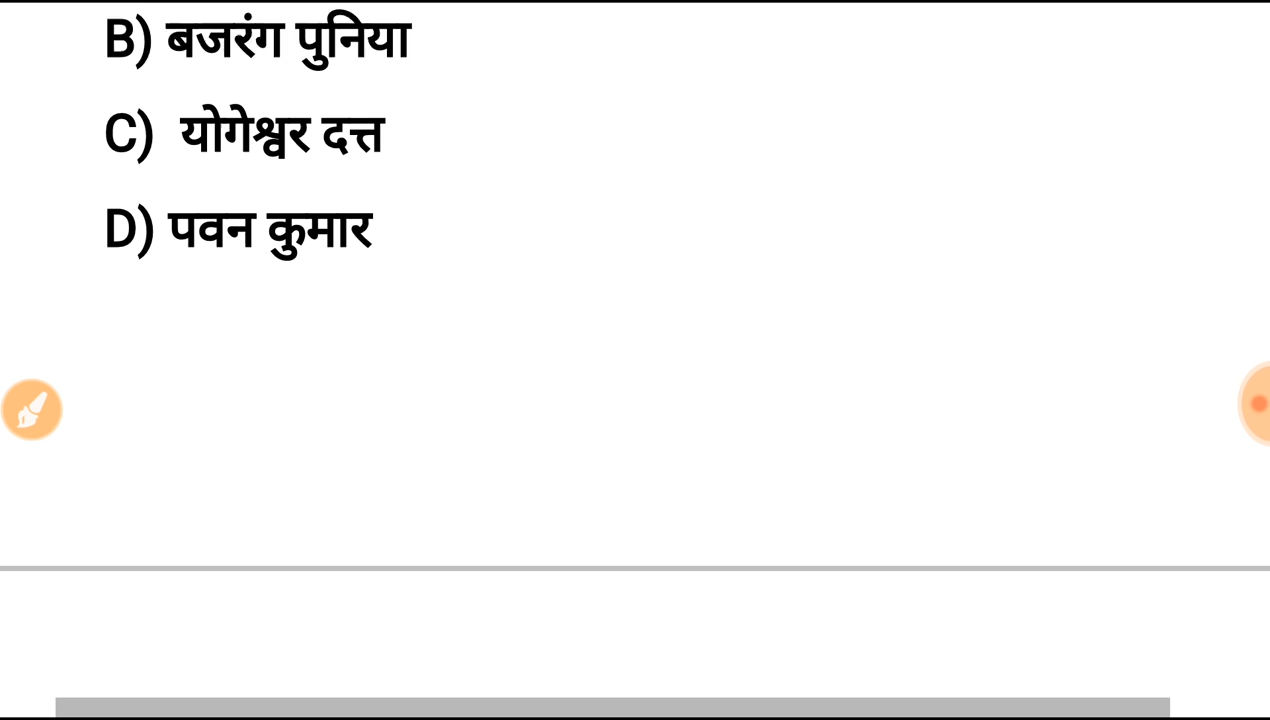 B) बजरंग पुनिया
C) योगेश्वर दत्त
D) पवन कुमार